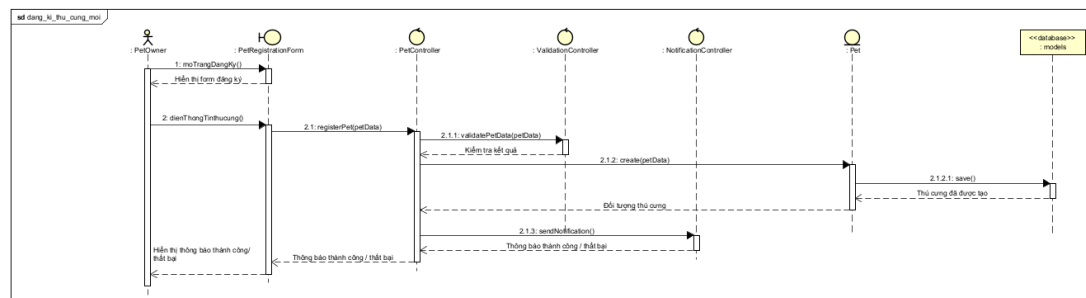 sd dang_ki_thu_cung_moi
: PetOwner
: PetRegistrationForm
: PetController
: ValidationController
: NotificationController
: Pet
<<database>>
: models
1: moTrangDangKy()
Hiển thị form đăng ký
2: dienThongTinthucung()
2.1: registerPet(petData)
2.1.1: validatePetData(petData)
Kiểm tra kết quả
2.1.2: create(petData)
2.1.2.1: save()
Thú cưng đã được tạo
Đối tượng thú cưng
2.1.3: sendNotification()
Thông báo thành công / thất bại
Thông báo thành công / thất bại
Hiển thị thông báo thành công/
thất bại